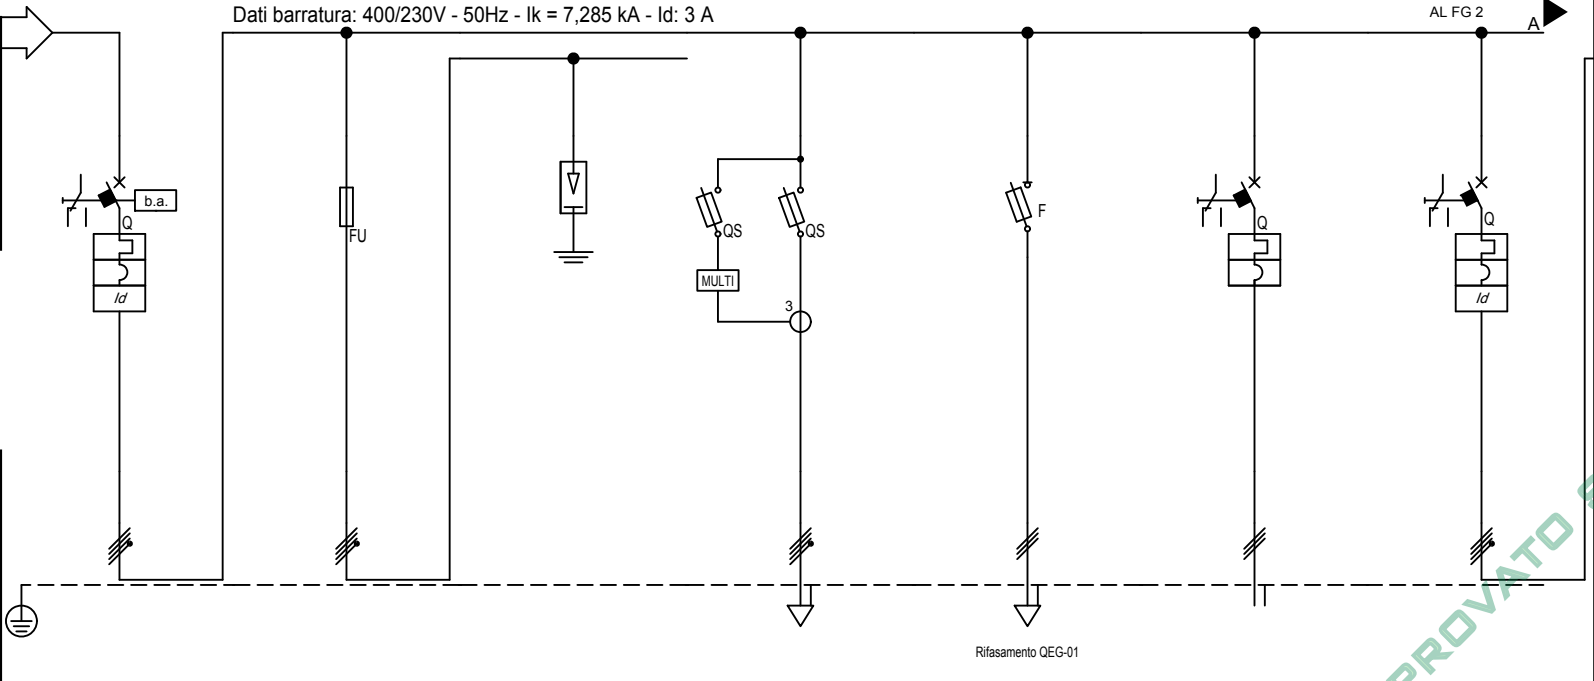 Dati barratura: 400/230V - 50Hz - Ik = 7,285 kA - Id: 3 A
AL FG 2
A
b.a.
Q
Id
FU
QS
QS
MULTI
3
F
Q
Q
Id
Rifasamento QEG-01
PROVATO